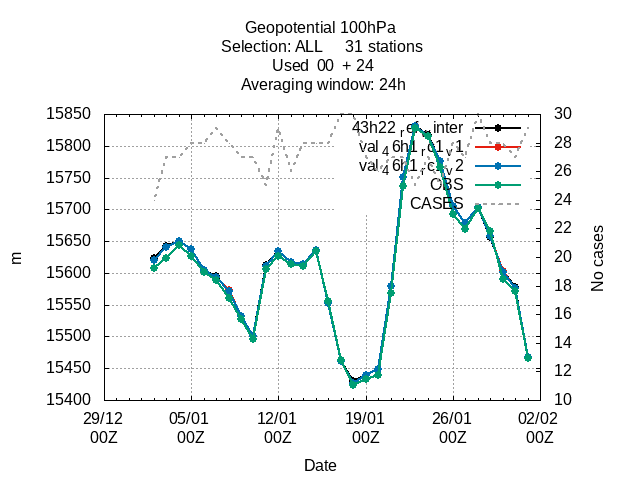 Geopotential 100hPa
Selection: ALL 31 stations
Used 00 + 24
Averaging window: 24h
15850
15800
15750
15700
15650
15600
15550
15500
15450
15400
m
30
28
26
24
22
20
18
16
14
12
10
No cases
val_46h1_rc1_v1
val_46h1_rc1_v2
OBS
CASES
29/12 05/01 12/01 19/01 26/01 02/02
00Z 00Z 00Z 00Z 00Z 00Z
Date